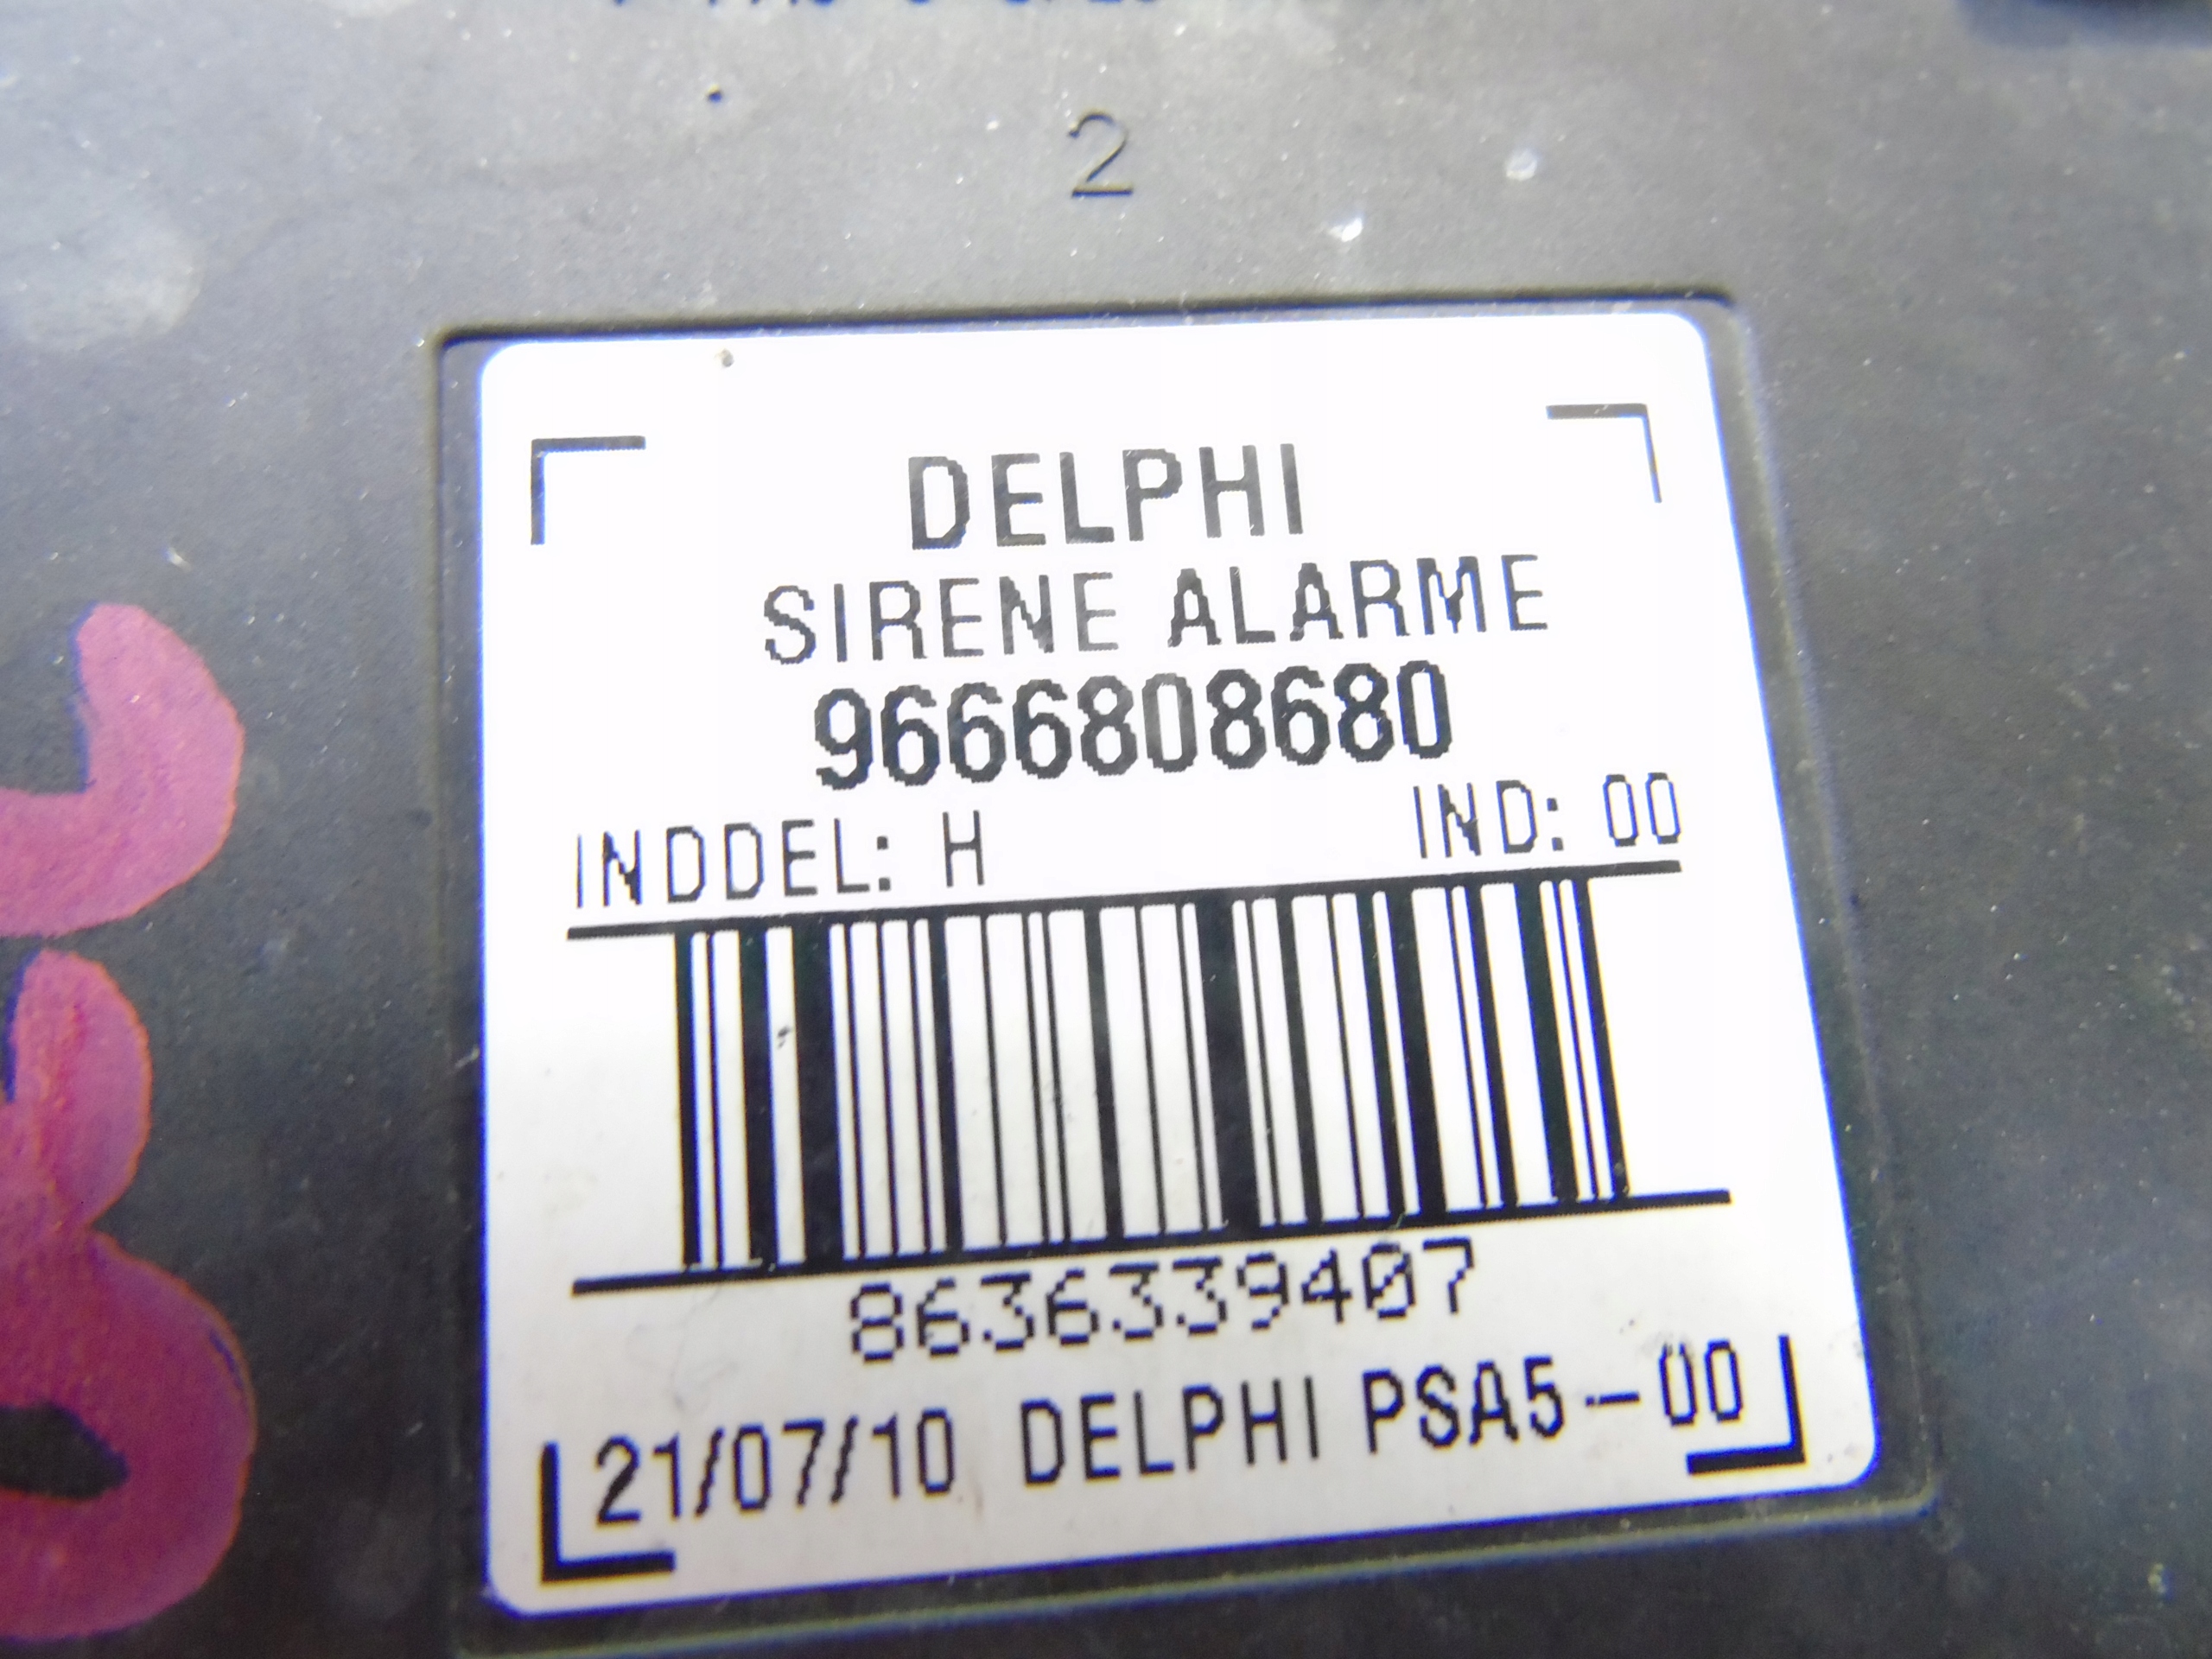 2
DELPHI
SIRENE ALARME
9666808680
INDDEL: H IND: 00
8636339407
21/07/10 DELPHI PSA5-00